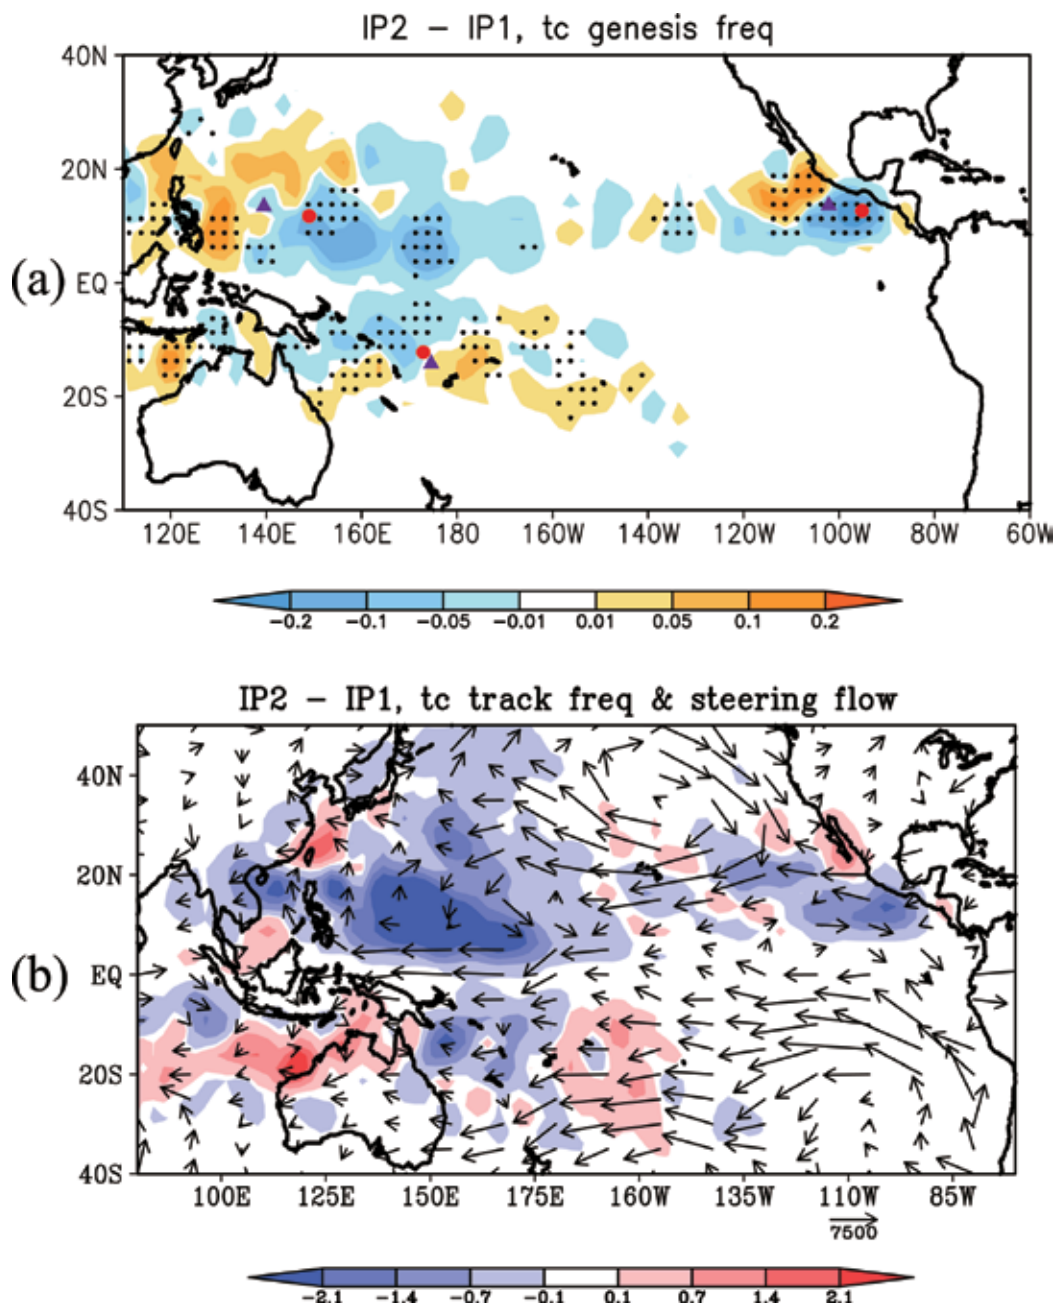 IP2 - IP1, tc genesis freq
40N
20N
(a) EQ
20S
40S
120E 140E 160E 180 160W 140W 120W 100W 80W 60W
-0.2 -0.1 -0.05 -0.01 0.01 0.05 0.1 0.2
IP2 - IP1, tc track freq & steering flow
40N
20N
(b) EQ
20S
40S
100E 125E 150E 175E 160W 135W 110W 85W
7500
-2.1 -1.4 -0.7 -0.1 0.1 0.7 1.4 2.1